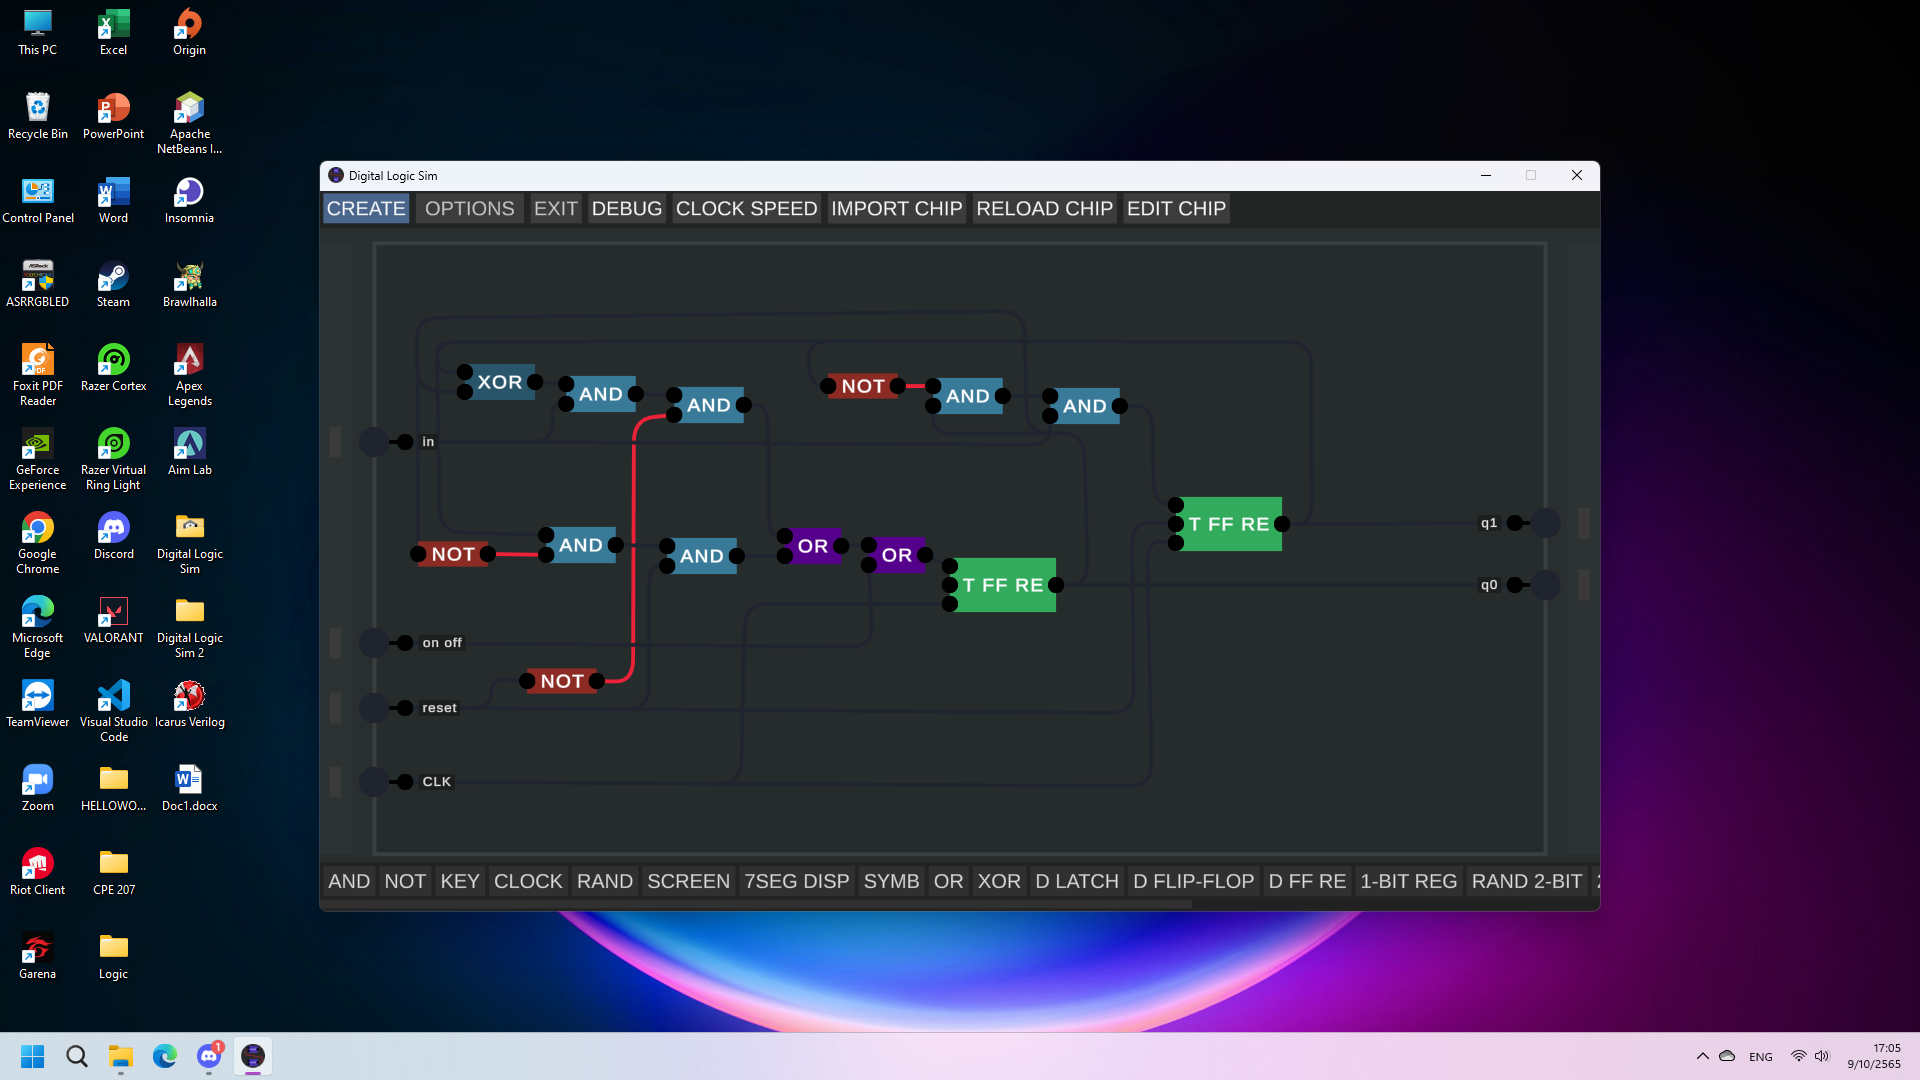 This PC
Excel
Origin
Recycle Bin
PowerPoint
Apache
NetBeans I...
Control Panel
Word
Insomnia
ASRRGBLED
Steam
Brawlhalla
Foxit PDF
Reader
Razer Cortex
Apex
Legends
GeForce
Experience
Razer Virtual
Ring Light
Aim Lab
Google
Chrome
Discord
Digital Logic
Sim
Microsoft
Edge
VALORANT
Digital Logic
Sim 2
TeamViewer
Visual Studio
Code
Icarus Verilog
Zoom
HELLOWO...
Doc1.docx
Riot Client
CPE 207
Garena
Logic
Digital Logic Sim
CREATE
OPTIONS
EXIT
DEBUG
CLOCK SPEED
IMPORT CHIP
RELOAD CHIP
EDIT CHIP
XOR
AND
AND
NOT
AND
AND
in
T FF RE
q1
NOT
AND
AND
OR
OR
T FF RE
q0
on off
NOT
reset
CLK
AND
NOT
KEY
CLOCK
RAND
SCREEN
7SEG DISP
SYMB
OR
XOR
D LATCH
D FLIP-FLOP
D FF RE
1-BIT REG
RAND 2-BIT
1
ENG
17:05
9/10/2565